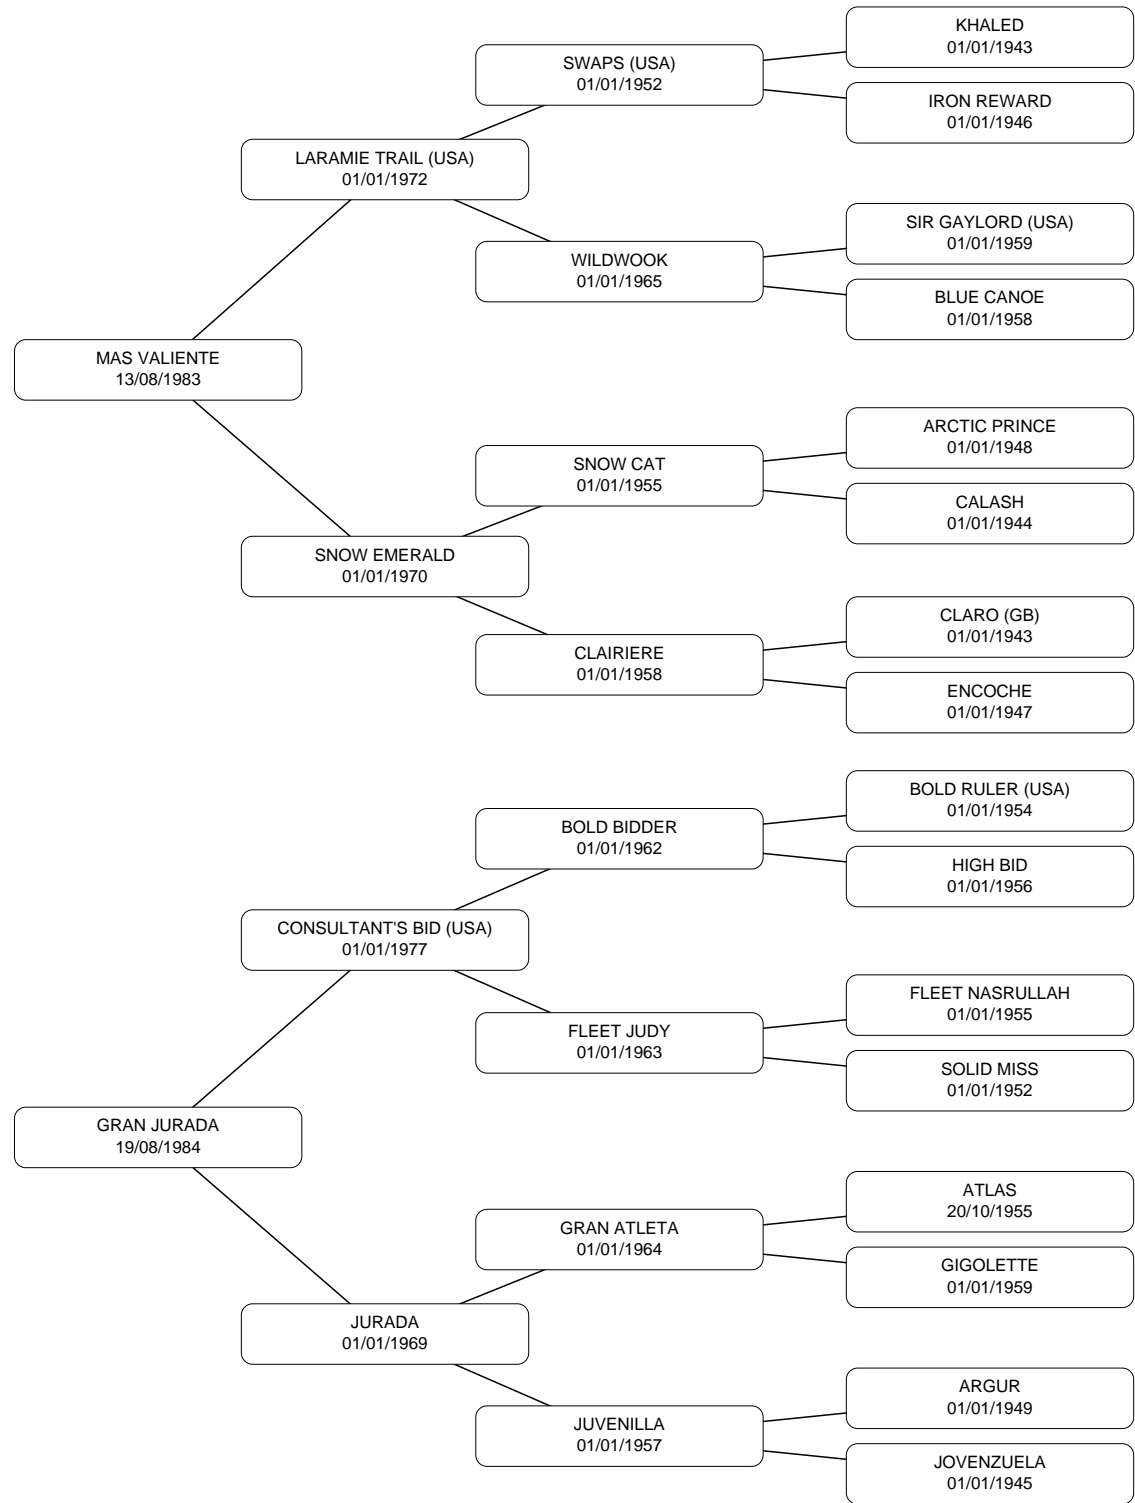 KHALED
01/01/1943
SWAPS (USA)
01/01/1952
IRON REWARD
01/01/1946
LARAMIE TRAIL (USA)
01/01/1972
SIR GAYLORD (USA)
01/01/1959
WILDWOOK
01/01/1965
BLUE CANOE
01/01/1958
MAS VALIENTE
13/08/1983
ARCTIC PRINCE
01/01/1948
SNOW CAT
01/01/1955
CALASH
01/01/1944
SNOW EMERALD
01/01/1970
CLARO (GB)
01/01/1943
CLAIRIERE
01/01/1958
ENCOCHE
01/01/1947
BOLD RULER (USA)
01/01/1954
BOLD BIDDER
01/01/1962
HIGH BID
01/01/1956
CONSULTANT'S BID (USA)
01/01/1977
FLEET NASRULLAH
01/01/1955
FLEET JUDY
01/01/1963
SOLID MISS
01/01/1952
GRAN JURADA
19/08/1984
ATLAS
20/10/1955
GRAN ATLETA
01/01/1964
GIGOLETTE
01/01/1959
JURADA
01/01/1969
ARGUR
01/01/1949
JUVENILLA
01/01/1957
JOVENZUELA
01/01/1945